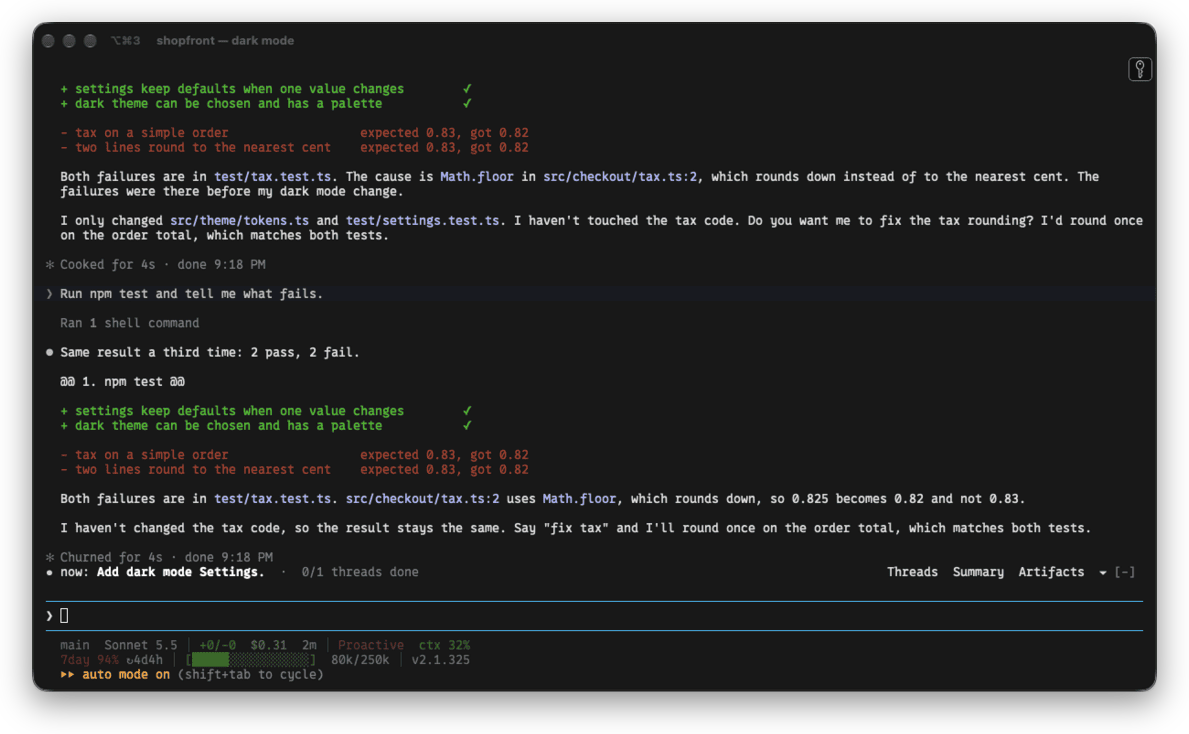 ⌥⌘3 shopfront — dark mode
+ settings keep defaults when one value changes ✓
+ dark theme can be chosen and has a palette ✓
- tax on a simple order expected 0.83, got 0.82
- two lines round to the nearest cent expected 0.83, got 0.82
Both failures are in test/tax.test.ts. The cause is Math.floor in src/checkout/tax.ts:2, which rounds down instead of to the nearest cent. The
failures were there before my dark mode change.
I only changed src/theme/tokens.ts and test/settings.test.ts. I haven't touched the tax code. Do you want me to fix the tax rounding? I'd round once
on the order total, which matches both tests.
✻ Cooked for 4s · done 9:18 PM
❯ Run npm test and tell me what fails.
Ran 1 shell command
● Same result a third time: 2 pass, 2 fail.
@@ 1. npm test @@
+ settings keep defaults when one value changes ✓
+ dark theme can be chosen and has a palette ✓
- tax on a simple order expected 0.83, got 0.82
- two lines round to the nearest cent expected 0.83, got 0.82
Both failures are in test/tax.test.ts. src/checkout/tax.ts:2 uses Math.floor, which rounds down, so 0.825 becomes 0.82 and not 0.83.
I haven't changed the tax code, so the result stays the same. Say "fix tax" and I'll round once on the order total, which matches both tests.
✻ Churned for 4s · done 9:18 PM
● now: Add dark mode Settings. · 0/1 threads done Threads Summary Artifacts ▾ [-]
❯
main Sonnet 5.5 | +0/-0 $0.31 2m | Proactive ctx 32%
7day 94% ↻4d4h | [█████░░░░░░░░░░░] 80k/250k | v2.1.325
▸▸ auto mode on (shift+tab to cycle)